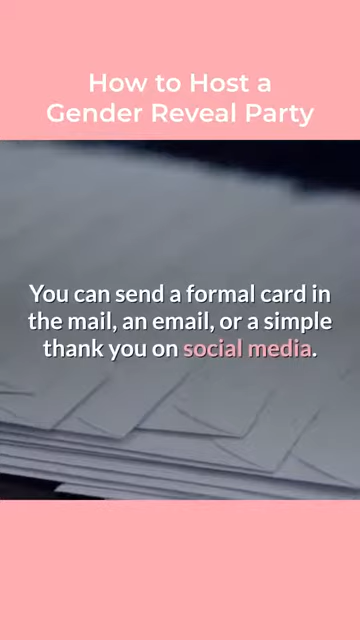 How to Host a
Gender Reveal Party
You can send a formal card in
the mail, an email, or a simple
thank you on social media.